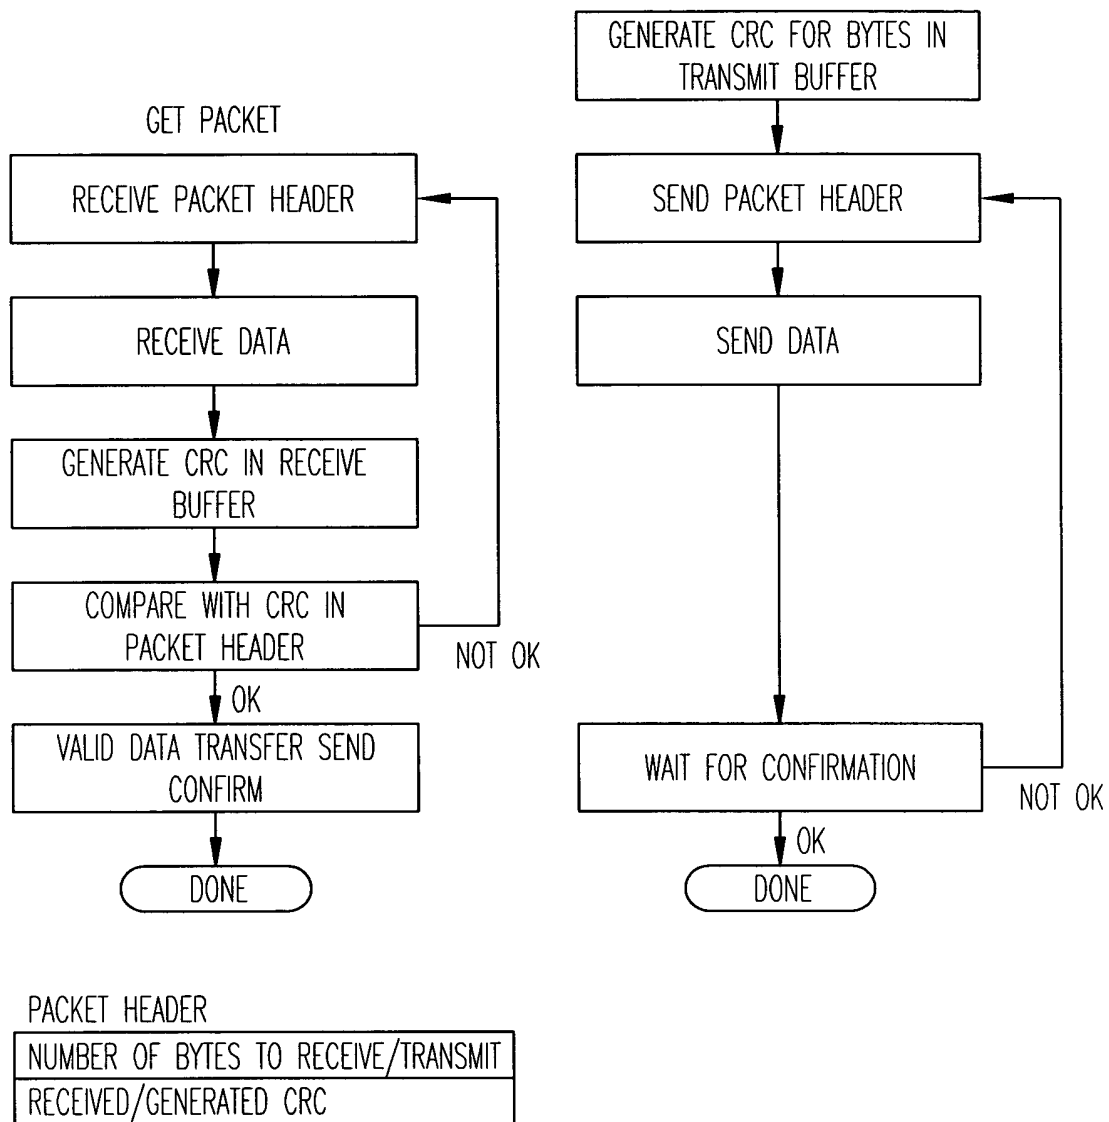 GET PACKET
RECEIVE PACKET HEADER
RECEIVE DATA
GENERATE CRC IN RECEIVE
BUFFER
COMPARE WITH CRC IN
PACKET HEADER
NOT OK
OK
VALID DATA TRANSFER SEND
CONFIRM
DONE
GENERATE CRC FOR BYTES IN
TRANSMIT BUFFER
SEND PACKET HEADER
SEND DATA
WAIT FOR CONFIRMATION
NOT OK
OK
DONE
PACKET HEADER
NUMBER OF BYTES TO RECEIVE/TRANSMIT
RECEIVED/GENERATED CRC